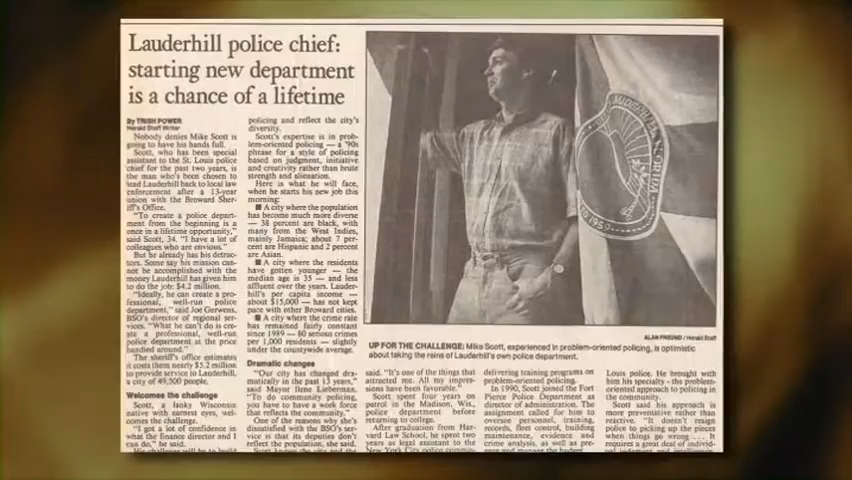 Lauderhill police chief:
starting new department
is a chance of a lifetime
By TRISH POWER
Herald Staff Writer
Nobody denies Mike Scott is
going to have his hands full.
Scott, who has been special
assistant to the St. Louis police
chief for the past two years, is
the man who's been chosen to
lead Lauderhill back to local law
enforcement after a 13-year
union with the Broward Sher-
iff's Office.
"To create a police depart-
ment from the beginning is a
once in a lifetime opportunity,"
said Scott, 34. "I have a lot of
colleagues who are envious."
But he already has his detrac-
tors. Some say his mission can-
not be accomplished with the
money Lauderhill has given him
to do the job: $4.2 million.
"Ideally, he can create a pro-
fessional, well-run police
department," said Joe Gerwens,
BSO's director of regional ser-
vices. "What he can't do is cre-
ate a professional, well-run
police department at the price
bandied around."
The sheriff's office estimates
it costs them nearly $5.2 million
to provide service to Lauderhill,
a city of 49,500 people.
Welcomes the challenge
Scott, a lanky Wisconsin
native with earnest eyes, wel-
comes the challenge.
"I got a lot of confidence in
what the finance director and I
can do," he said.
His challenge will be to build
policing and reflect the city's
diversity.
Scott's expertise is in prob-
lem-oriented policing — a '90s
phrase for a style of policing
based on judgment, initiative
and creativity rather than brute
strength and alienation.
Here is what he will face,
when he starts his new job this
morning:
■ A city where the population
has become much more diverse
— 38 percent are black, with
many from the West Indies,
mainly Jamaica; about 7 per-
cent are Hispanic and 2 percent
are Asian.
■ A city where the residents
have gotten younger — the
median age is 35 — and less
affluent over the years. Lauder-
hill's per capita income —
about $15,000 — has not kept
pace with other Broward cities.
■ A city where the crime rate
has remained fairly constant
since 1989 — 80 serious crimes
per 1,000 residents — slightly
under the countywide average.
Dramatic changes
"Our city has changed dra-
matically in the past 13 years,"
said Mayor Ilene Lieberman.
"To do community policing,
you have to have a work force
that reflects the community."
One of the reasons why she's
dissatisfied with the BSO's ser-
vice is that its deputies don't
reflect the population, she said.
LAUDERHILL FLORIDA
1959
ALAN FREUND / Herald Staff
UP FOR THE CHALLENGE: Mike Scott, experienced in problem-oriented policing, is optimistic
about taking the reins of Lauderhill's own police department.
said. "It's one of the things that
attracted me. All my impres-
sions have been favorable."
Scott spent four years on
patrol in the Madison, Wis.,
police department before
returning to college.
After graduation from Har-
vard Law School, he spent two
years as legal assistant to the
New York City police commis-
delivering training programs on
problem-oriented policing.
In 1990, Scott joined the Fort
Pierce Police Department as
director of administration. The
assignment called for him to
oversee personnel, training,
records, fleet control, building
maintenance, evidence and
crime analysis, as well as pre-
pare and manage the budget.
Louis police. He brought with
him his specialty - the problem-
oriented approach to policing in
the community.
Scott said his approach is
more preventative rather than
reactive. "It doesn't resign
police to picking up the pieces
when things go wrong . . . It
requires a great deal of individ-